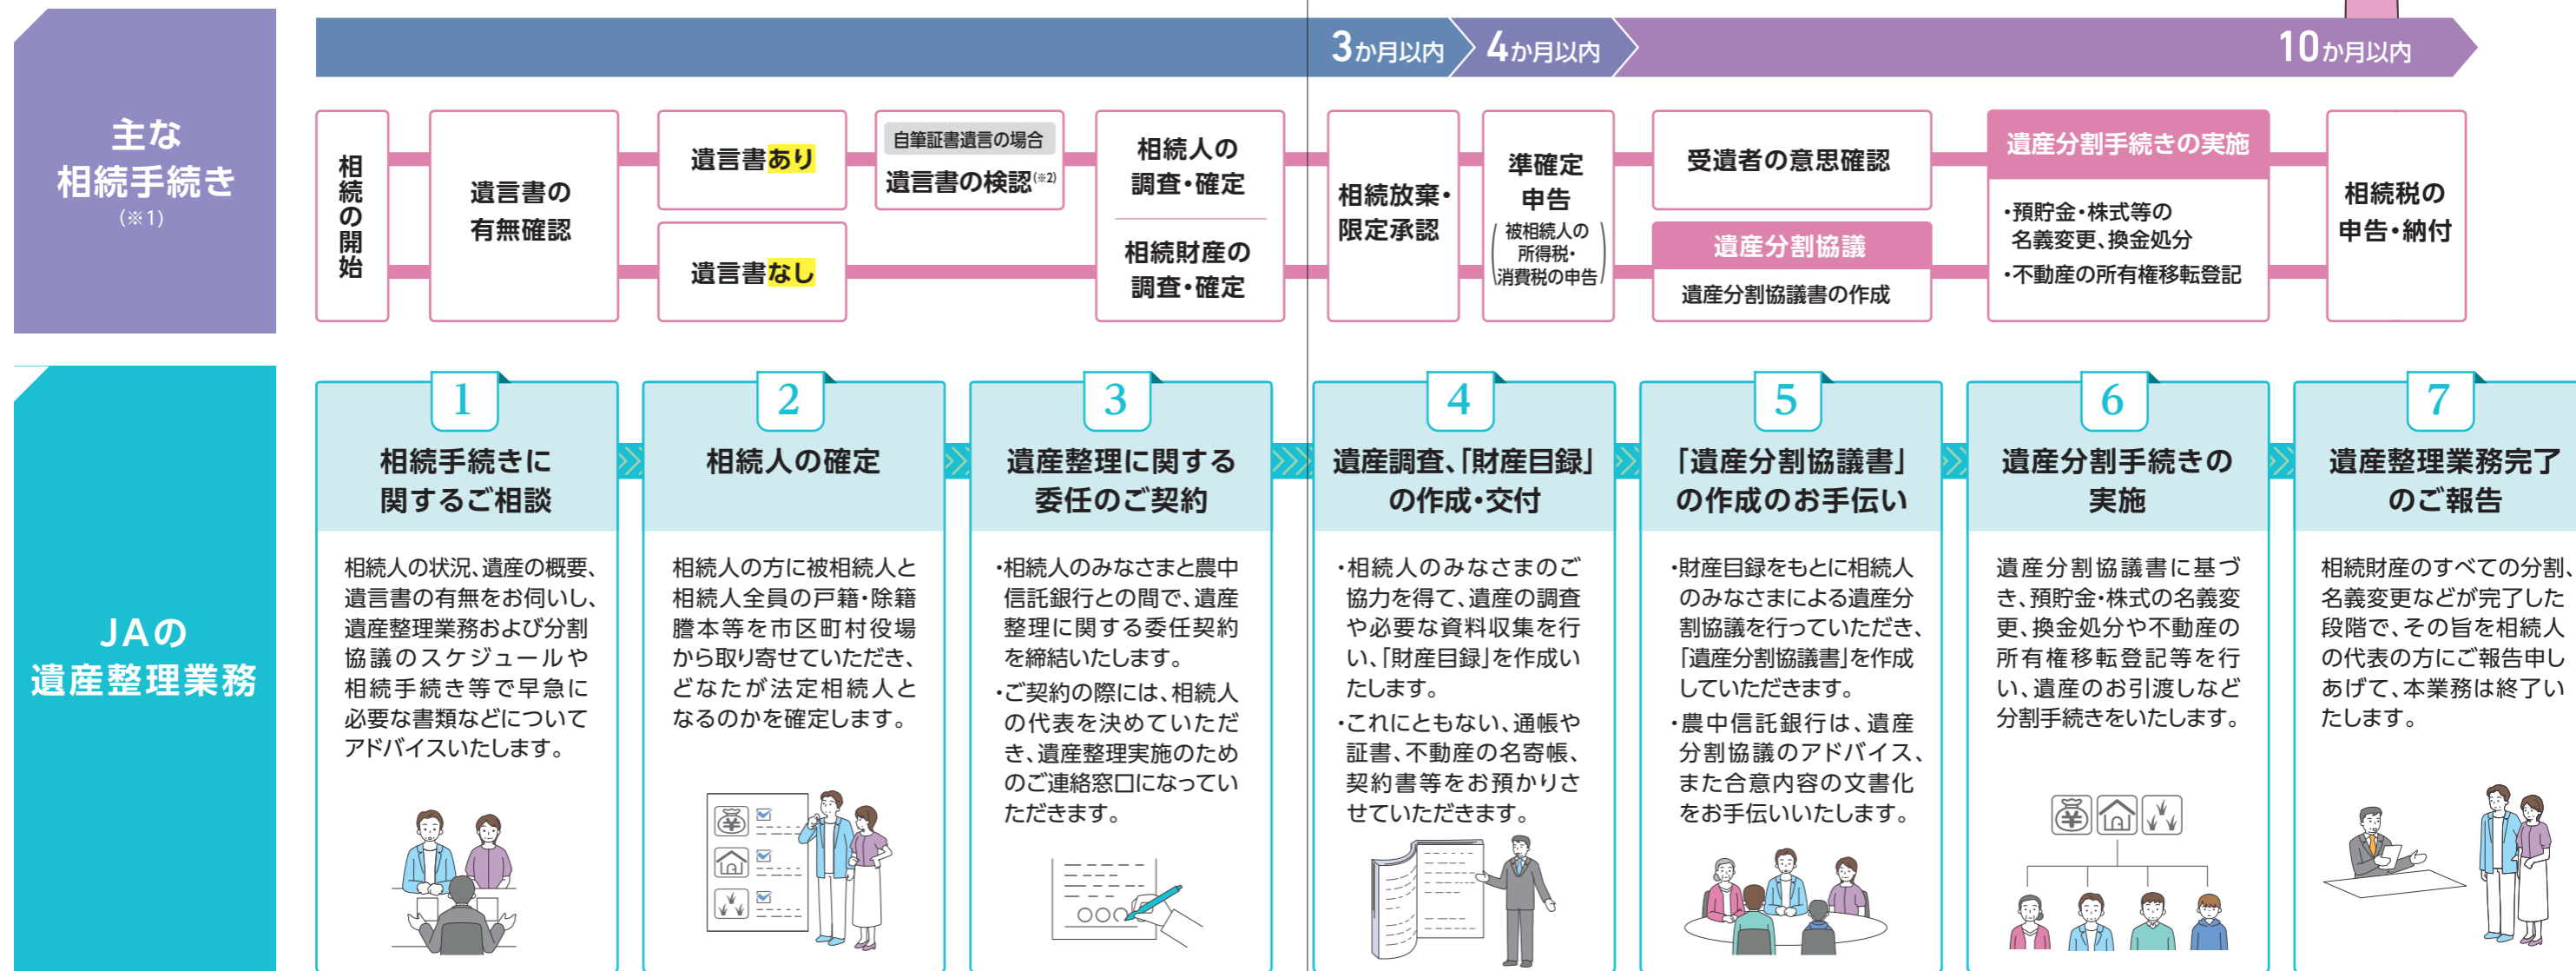 主な
相続手続き
(※1)
3か月以内
4か月以内
10か月以内
相続の開始
遺言書の
有無確認
遺言書あり
遺言書なし
自筆証書遺言の場合
遺言書の検認(※2)
相続人の
調査・確定
相続財産の
調査・確定
相続放棄・
限定承認
準確定
申告
(被相続人の
所得税・
消費税の申告)
受遺者の意思確認
遺産分割協議
遺産分割協議書の作成
遺産分割手続きの実施
・預貯金・株式等の
名義変更、換金処分
・不動産の所有権移転登記
相続税の
申告・納付
JAの
遺産整理業務
1
相続手続きに
関するご相談
相続人の状況、遺産の概要、
遺言書の有無をお伺いし、
遺産整理業務および分割
協議のスケジュールや
相続手続き等で早急に
必要な書類などについて
アドバイスいたします。
2
相続人の確定
相続人の方に被相続人と
相続人全員の戸籍・除籍
謄本等を市区町村役場
から取り寄せていただき、
どなたが法定相続人と
なるのかを確定します。
3
遺産整理に関する
委任のご契約
・相続人のみなさまと農中
信託銀行との間で、遺産
整理に関する委任契約
を締結いたします。
・ご契約の際には、相続人
の代表を決めていただ
き、遺産整理実施のため
のご連絡窓口になってい
ただきます。
4
遺産調査、「財産目録」
の作成・交付
・相続人のみなさまのご
協力を得て、遺産の調査
や必要な資料収集を行
い、「財産目録」を作成い
たします。
・これにともない、通帳や
証書、不動産の名寄帳、
契約書等をお預かりさ
せていただきます。
5
「遺産分割協議書」
の作成のお手伝い
・財産目録をもとに相続人
のみなさまによる遺産分
割協議を行っていただき、
「遺産分割協議書」を作成
していただきます。
・農中信託銀行は、遺産
分割協議のアドバイス、
また合意内容の文書化
をお手伝いいたします。
6
遺産分割手続きの
実施
遺産分割協議書に基づ
き、預貯金・株式の名義変
更、換金処分や不動産の
所有権移転登記等を行
い、遺産のお引渡しなど
分割手続きをいたします。
7
遺産整理業務完了
のご報告
相続財産のすべての分割、
名義変更などが完了した
段階で、その旨を相続人
の代表の方にご報告申し
あげて、本業務は終了い
たします。